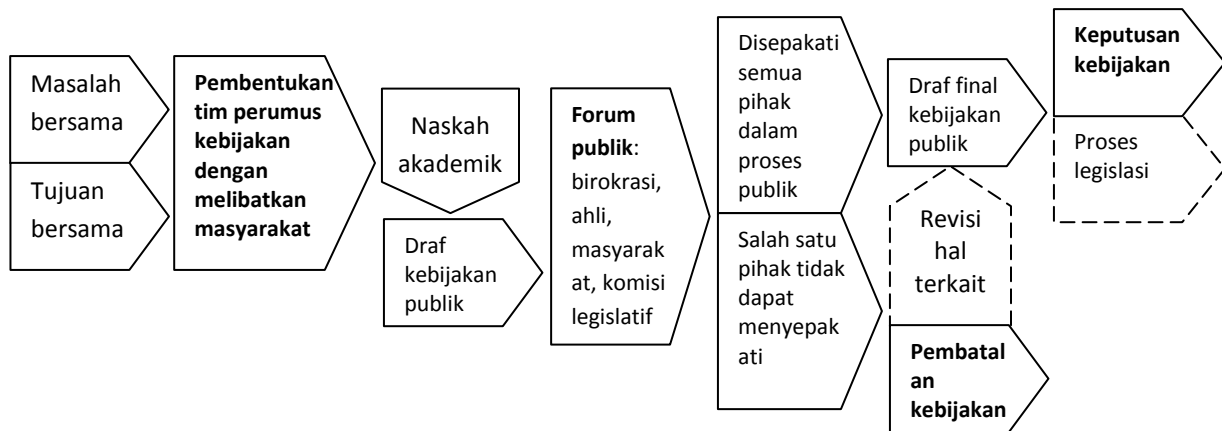 Masalah
bersama
Tujuan
bersama
Pembentukan
tim perumus
kebijakan
dengan
melibatkan
masyarakat
Naskah
akademik
Draf
kebijakan
publik
Forum
publik:
birokrasi,
ahli,
masyarak
at, komisi
legislatif
Disepakati
semua
pihak
dalam
proses
publik
Salah satu
pihak tidak
dapat
menyepak
ati
Draf final
kebijakan
publik
Revisi
hal
terkait
Pembatal
an
kebijakan
Keputusan
kebijakan
Proses
legislasi